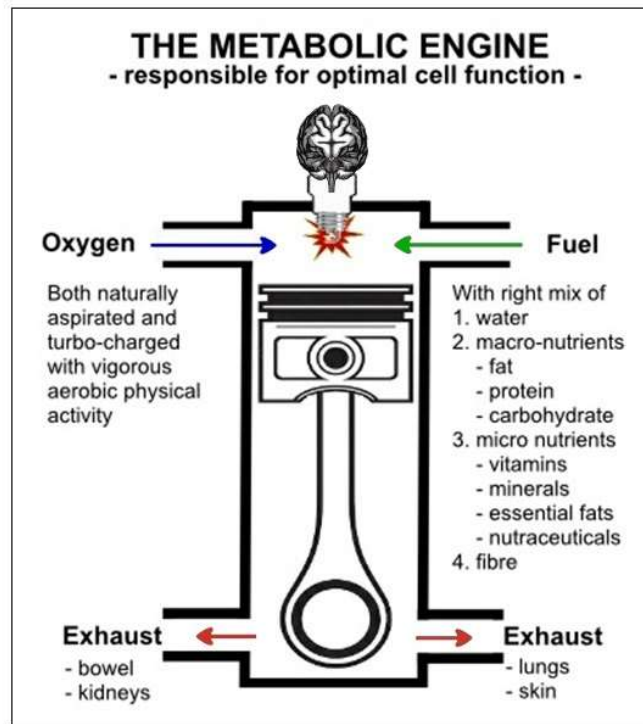 THE METABOLIC ENGINE
- responsible for optimal cell function -
Oxygen
Both naturally
aspirated and
turbo-charged
with vigorous
aerobic physical
activity
Fuel
With right mix of
1. water
2. macro-nutrients
- fat
- protein
- carbohydrate
3. micro nutrients
- vitamins
- minerals
- essential fats
- nutraceuticals
4. fibre
Exhaust
- bowel
- kidneys
Exhaust
- lungs
- skin